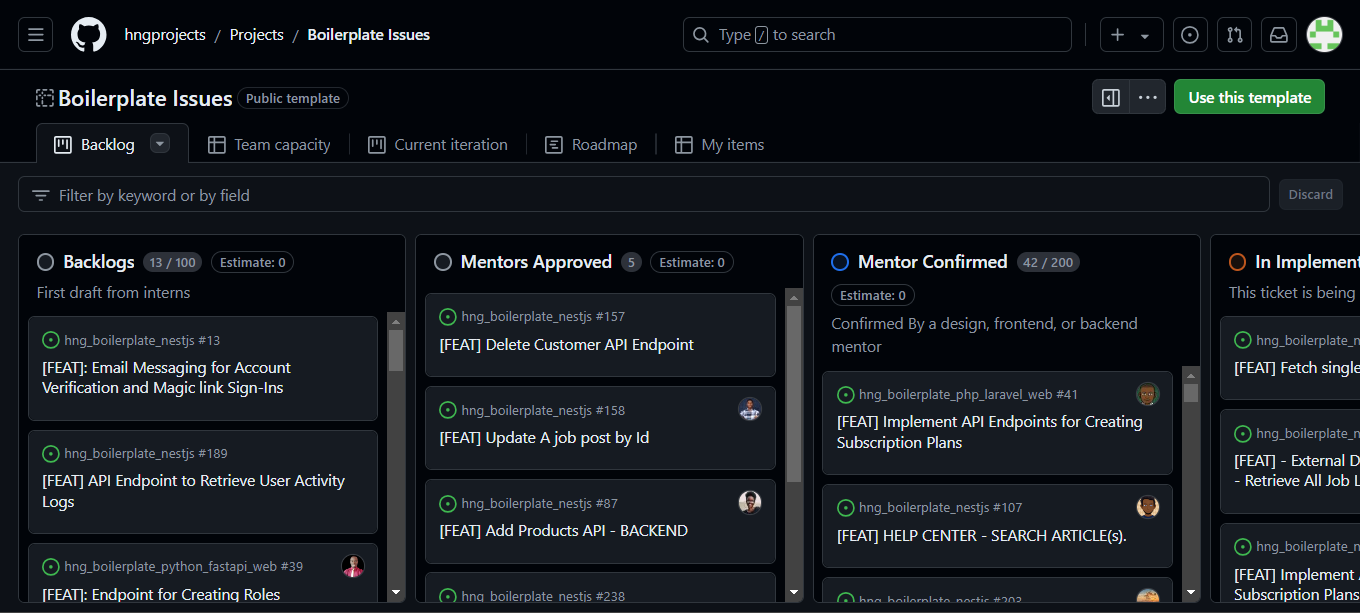 hngprojects / Projects / Boilerplate Issues
Type / to search
Boilerplate Issues Public template
Use this template
Backlog
Team capacity
Current iteration
Roadmap
My items
Filter by keyword or by field
Discard
Backlogs 13 / 100 Estimate: 0
First draft from interns
hng_boilerplate_nestjs #13
[FEAT]: Email Messaging for Account
Verification and Magic link Sign-Ins
hng_boilerplate_nestjs #189
[FEAT] API Endpoint to Retrieve User Activity
Logs
hng_boilerplate_python_fastapi_web #39
[FEAT]: Endpoint for Creating Roles
Mentors Approved 5 Estimate: 0
hng_boilerplate_nestjs #157
[FEAT] Delete Customer API Endpoint
hng_boilerplate_nestjs #158
[FEAT] Update A job post by Id
hng_boilerplate_nestjs #87
[FEAT] Add Products API - BACKEND
hng_boilerplate_nestjs #238
Mentor Confirmed 42 / 200
Estimate: 0
Confirmed By a design, frontend, or backend
mentor
hng_boilerplate_php_laravel_web #41
[FEAT] Implement API Endpoints for Creating
Subscription Plans
hng_boilerplate_nestjs #107
[FEAT] HELP CENTER - SEARCH ARTICLE(s).
hng_boilerplate_nestjs #203
In Implement
This ticket is being
hng_boilerplate_n
[FEAT] Fetch single
hng_boilerplate_n
[FEAT] - External D
- Retrieve All Job L
hng_boilerplate_n
[FEAT] Implement
Subscription Plans